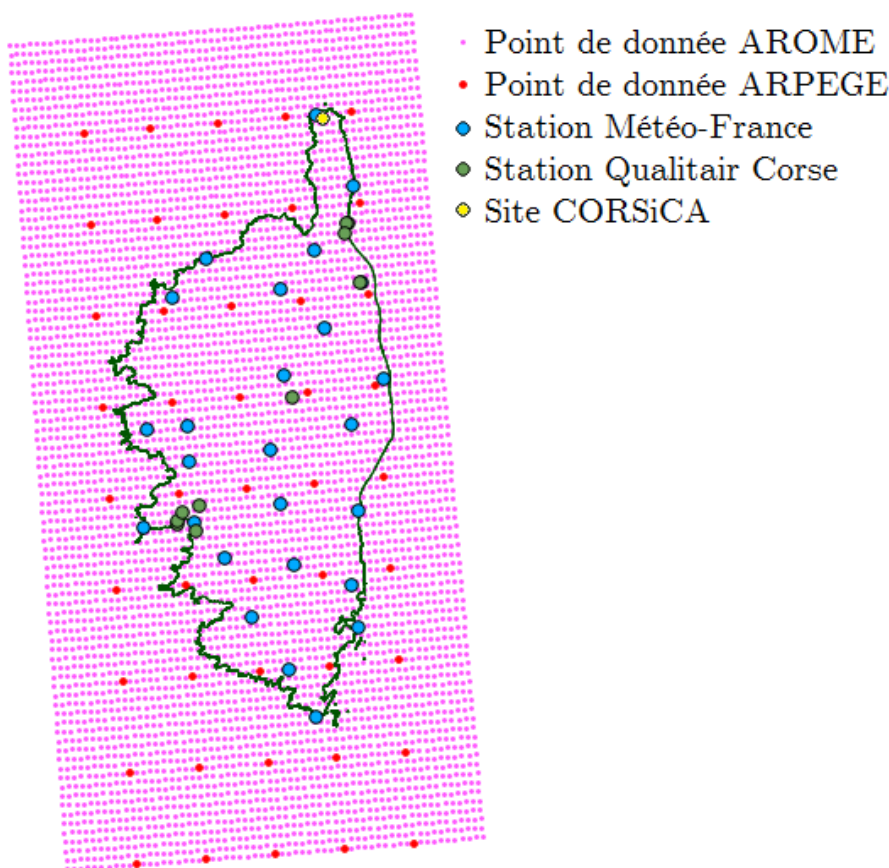 Point de donnée AROME
Point de donnée ARPEGE
Station Météo-France
Station Qualitair Corse
Site CORSiCA